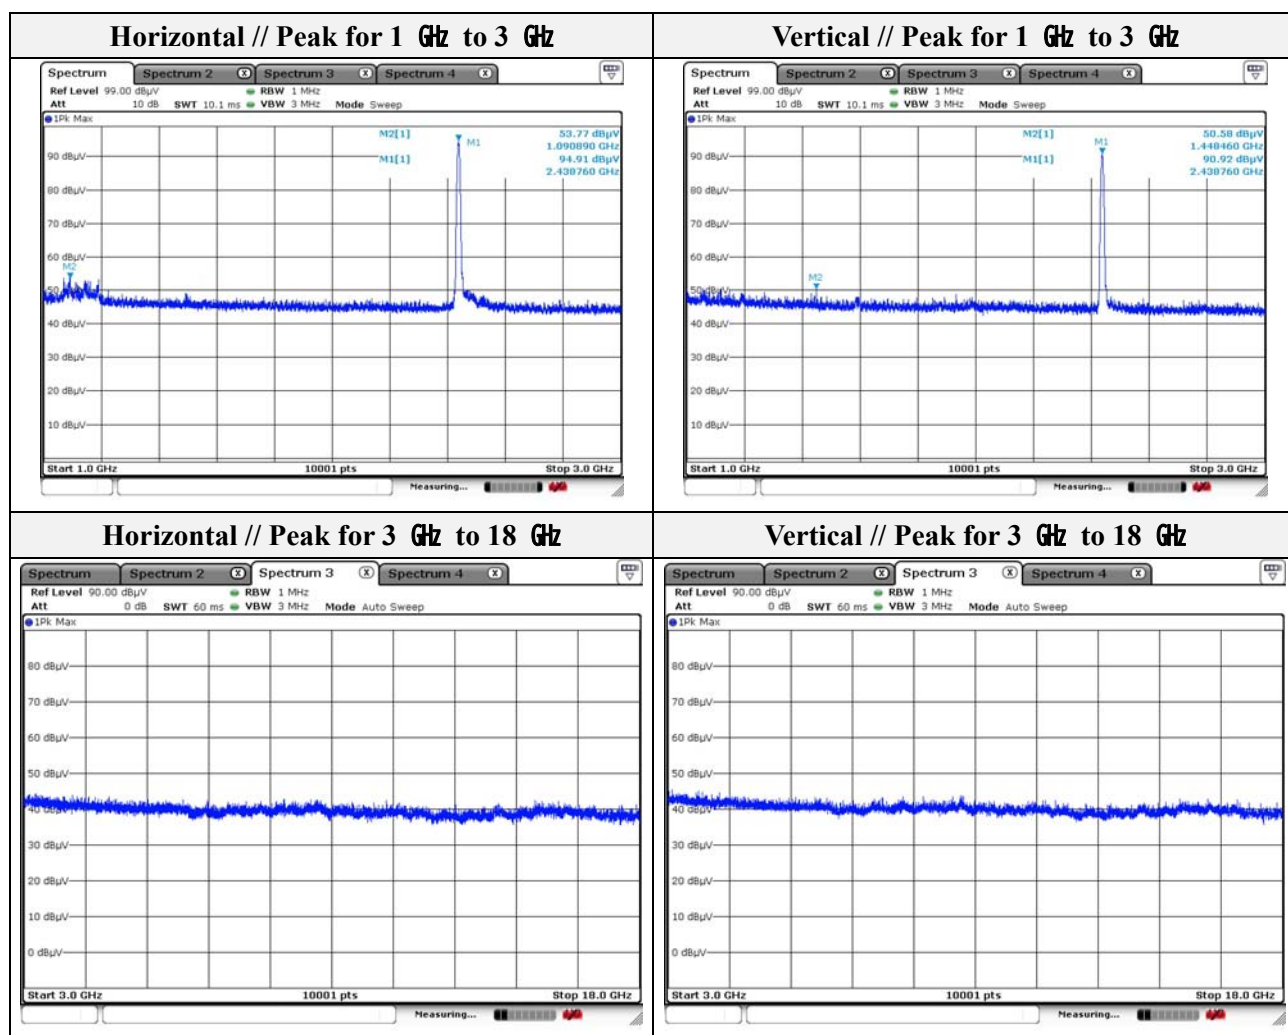 Horizontal // Peak for 1 ㎓ to 3 ㎓
Spectrum Spectrum 2 X Spectrum 3 X Spectrum 4 X
Ref Level 99.00 dBµV RBW 1 MHz
Att 10 dB SWT 10.1 ms VBW 3 MHz Mode Sweep
1Pk Max
M2[1] 53.77 dBµV
1.090890 GHz
M1[1] 94.91 dBµV
2.438760 GHz
M1
90 dBµV
80 dBµV
70 dBµV
60 dBµV
M2
40 dBµV
30 dBµV
20 dBµV
10 dBµV
Start 1.0 GHz 10001 pts Stop 3.0 GHz
Measuring...
Vertical // Peak for 1 ㎓ to 3 ㎓
Spectrum Spectrum 2 X Spectrum 3 X Spectrum 4 X
Ref Level 99.00 dBµV RBW 1 MHz
Att 10 dB SWT 10.1 ms VBW 3 MHz Mode Sweep
1Pk Max
M2[1] 50.58 dBµV
1.448460 GHz
M1[1] 90.92 dBµV
2.438760 GHz
M1
90 dBµV
80 dBµV
70 dBµV
60 dBµV
M2
40 dBµV
30 dBµV
20 dBµV
10 dBµV
Start 1.0 GHz 10001 pts Stop 3.0 GHz
Measuring...
Horizontal // Peak for 3 ㎓ to 18 ㎓
Spectrum Spectrum 2 X Spectrum 3 X Spectrum 4 X
Ref Level 90.00 dBµV RBW 1 MHz
Att 0 dB SWT 60 ms VBW 3 MHz Mode Auto Sweep
1Pk Max
80 dBµV
70 dBµV
60 dBµV
50 dBµV
40 dBµV
30 dBµV
20 dBµV
10 dBµV
0 dBµV
Start 3.0 GHz 10001 pts Stop 18.0 GHz
Measuring...
Vertical // Peak for 3 ㎓ to 18 ㎓
Spectrum Spectrum 2 X Spectrum 3 X Spectrum 4 X
Ref Level 90.00 dBµV RBW 1 MHz
Att 0 dB SWT 60 ms VBW 3 MHz Mode Auto Sweep
1Pk Max
80 dBµV
70 dBµV
60 dBµV
50 dBµV
40 dBµV
30 dBµV
20 dBµV
10 dBµV
0 dBµV
Start 3.0 GHz 10001 pts Stop 18.0 GHz
Measuring...